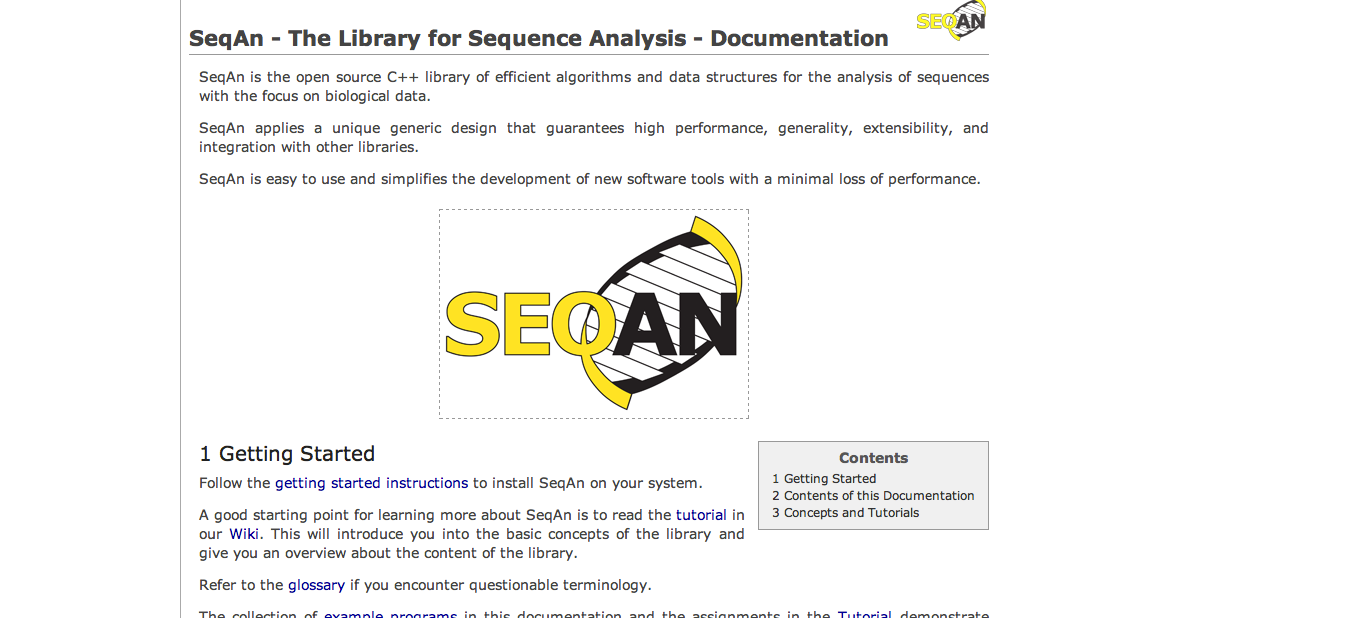 SEQAN
SeqAn - The Library for Sequence Analysis - Documentation
SeqAn is the open source C++ library of efficient algorithms and data structures for the analysis of sequences
with the focus on biological data.
SeqAn applies a unique generic design that guarantees high performance, generality, extensibility, and
integration with other libraries.
SeqAn is easy to use and simplifies the development of new software tools with a minimal loss of performance.
SEQAN
1 Getting Started
Follow the getting started instructions to install SeqAn on your system.
A good starting point for learning more about SeqAn is to read the tutorial in
our Wiki. This will introduce you into the basic concepts of the library and
give you an overview about the content of the library.
Refer to the glossary if you encounter questionable terminology.
The collection of example programs in this documentation and the assignments in the Tutorial demonstrate
Contents
1 Getting Started
2 Contents of this Documentation
3 Concepts and Tutorials